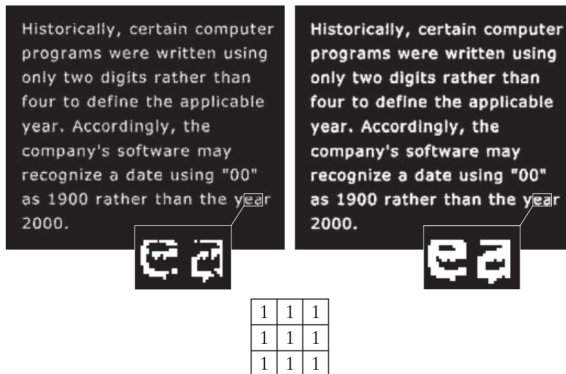 Historically, certain computer
programs were written using
only two digits rather than
four to define the applicable
year. Accordingly, the
company's software may
recognize a date using "00"
as 1900 rather than the year
2000.
e a
Historically, certain computer
programs were written using
only two digits rather than
four to define the applicable
year. Accordingly, the
company's software may
recognize a date using "00"
as 1900 rather than the year
2000.
e a
1 1 1
1 1 1
1 1 1